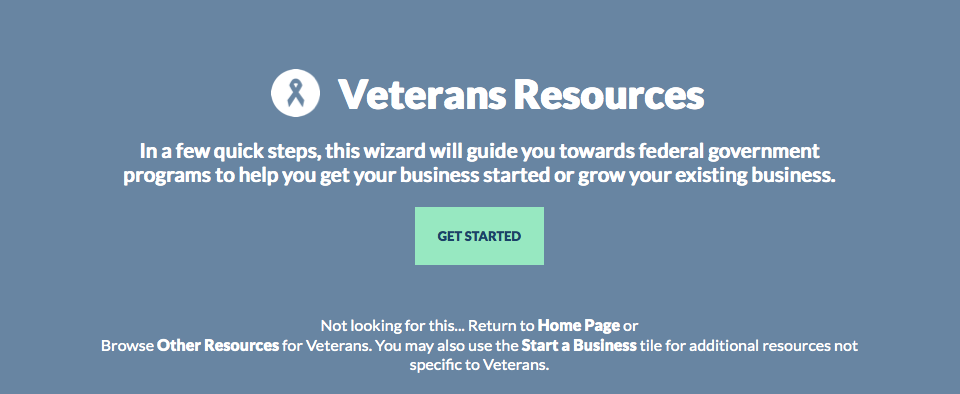 Veterans Resources
In a few quick steps, this wizard will guide you towards federal government
programs to help you get your business started or grow your existing business.
GET STARTED
Not looking for this... Return to Home Page or
Browse Other Resources for Veterans. You may also use the Start a Business tile for additional resources not
specific to Veterans.